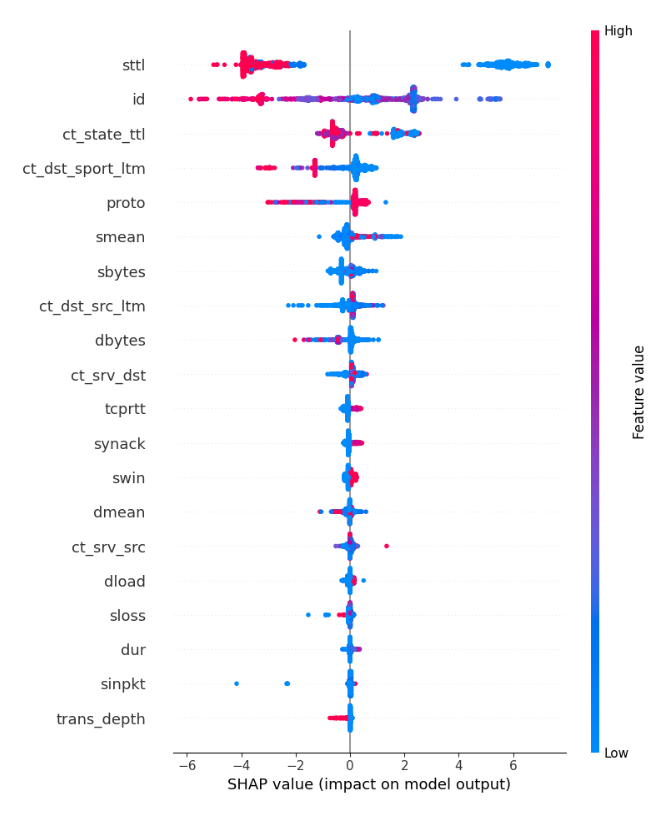 High
sttl
id
ct_state_ttl
ct_dst_sport_ltm
proto
smean
sbytes
ct_dst_src_ltm
dbytes
ct_srv_dst
tcprtt
synack
swin
dmean
ct_srv_src
dload
sloss
dur
sinpkt
trans_depth
Feature value
Low
−6 −4 −2 0 2 4 6
SHAP value (impact on model output)